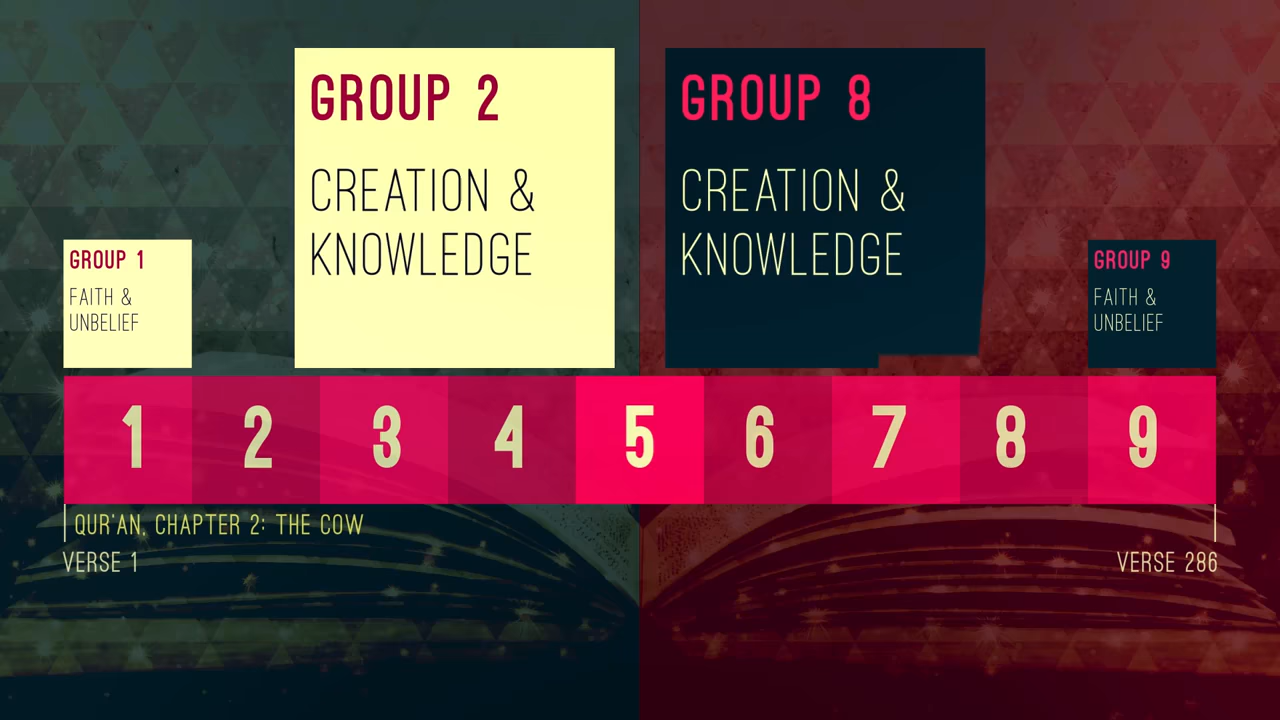 GROUP 2
CREATION &
KNOWLEDGE
GROUP 8
CREATION &
KNOWLEDGE
GROUP 1
FAITH &
UNBELIEF
GROUP 9
FAITH &
UNBELIEF
1 2 3 4 5 6 7 8 9
QUR'AN, CHAPTER 2: THE COW
VERSE 1
VERSE 286